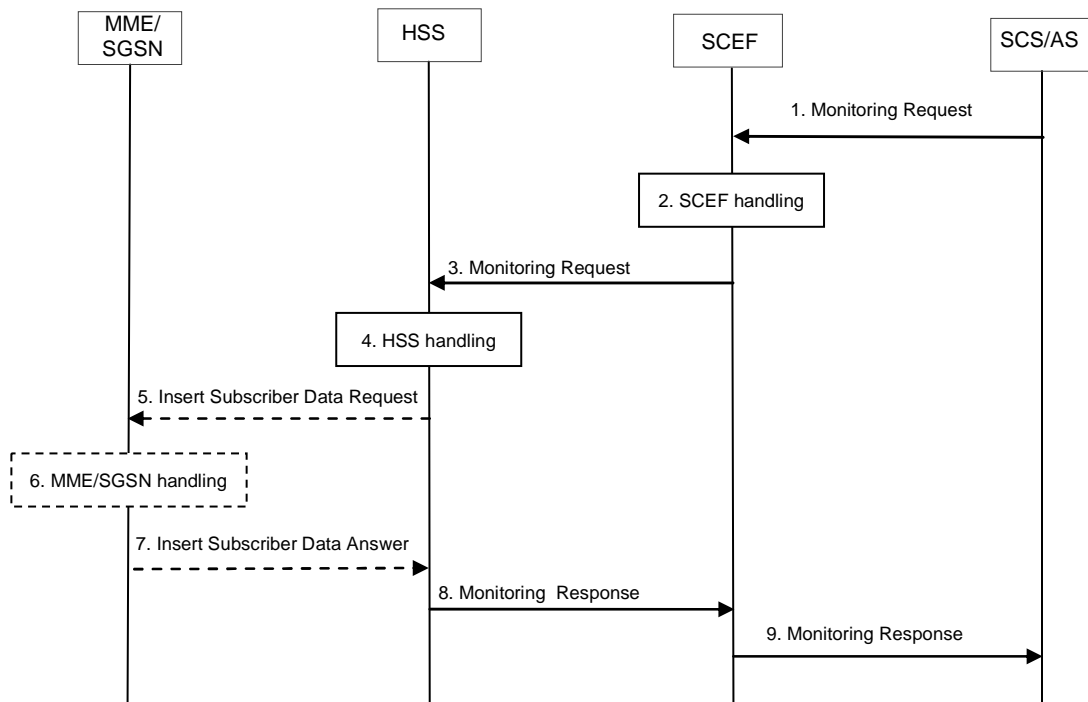 MME/
SGSN
HSS
SCEF
SCS/AS
1. Monitoring Request
2. SCEF handling
3. Monitoring Request
4. HSS handling
5. Insert Subscriber Data Request
6. MME/SGSN handling
7. Insert Subscriber Data Answer
8. Monitoring Response
9. Monitoring Response